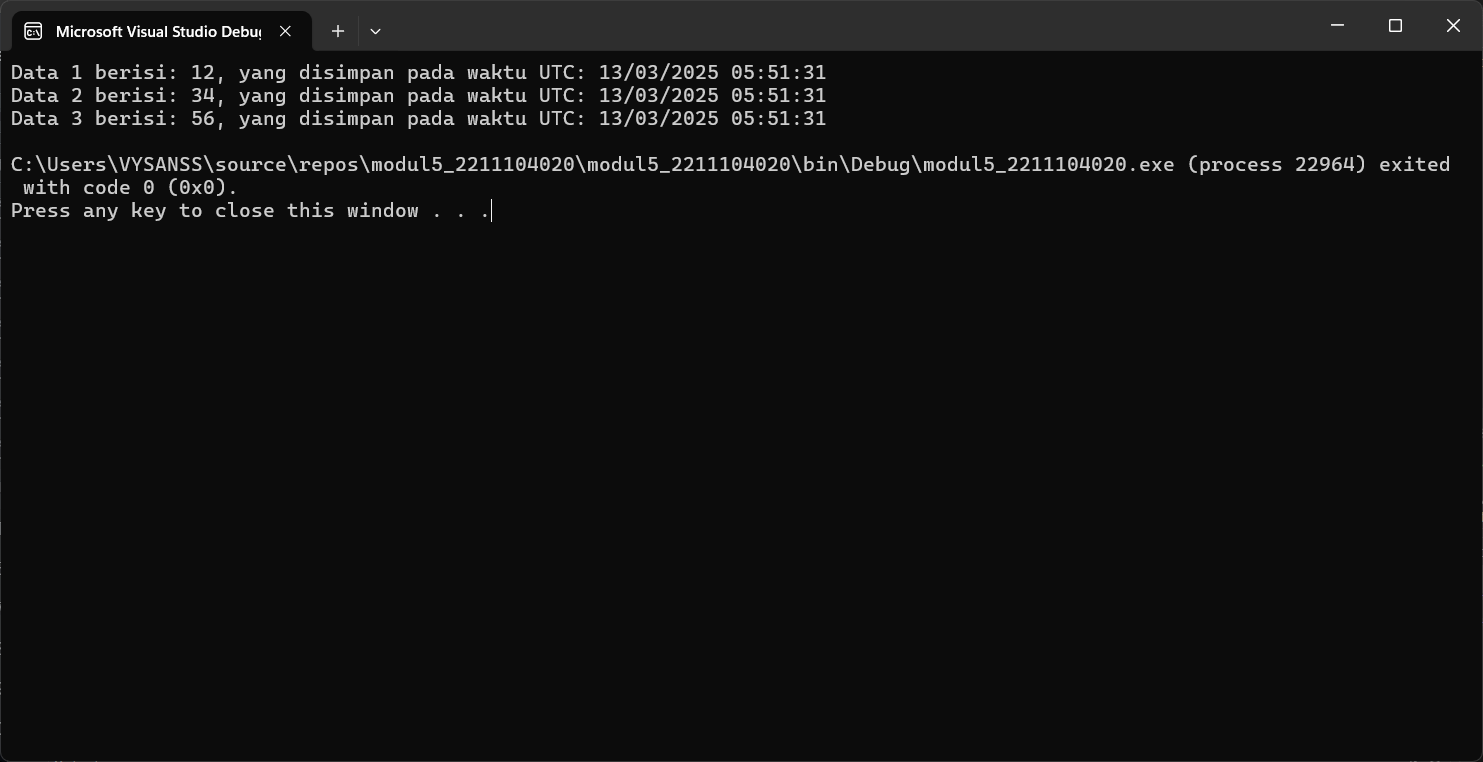 Microsoft Visual Studio Debu
Data 1 berisi: 12, yang disimpan pada waktu UTC: 13/03/2025 05:51:31
Data 2 berisi: 34, yang disimpan pada waktu UTC: 13/03/2025 05:51:31
Data 3 berisi: 56, yang disimpan pada waktu UTC: 13/03/2025 05:51:31
C:\Users\VYSANSS\source\repos\modul5_2211104020\modul5_2211104020\bin\Debug\modul5_2211104020.exe (process 22964) exited
with code 0 (0x0).
Press any key to close this window . . .